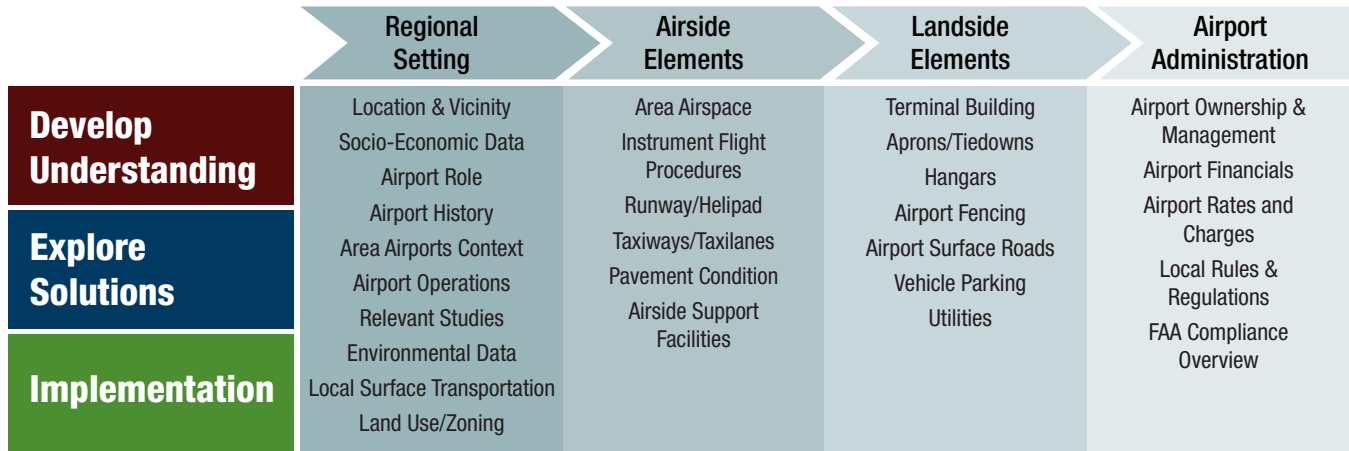 Regional
Setting
Airside
Elements
Landside
Elements
Airport
Administration
Develop
Understanding
Explore
Solutions
Implementation
Location & Vicinity
Socio-Economic Data
Airport Role
Airport History
Area Airports Context
Airport Operations
Relevant Studies
Environmental Data
Local Surface Transportation
Land Use/Zoning
Area Airspace
Instrument Flight
Procedures
Runway/Helipad
Taxiways/Taxilanes
Pavement Condition
Airside Support
Facilities
Terminal Building
Aprons/Tiedowns
Hangars
Airport Fencing
Airport Surface Roads
Vehicle Parking
Utilities
Airport Ownership &
Management
Airport Financials
Airport Rates and
Charges
Local Rules &
Regulations
FAA Compliance
Overview